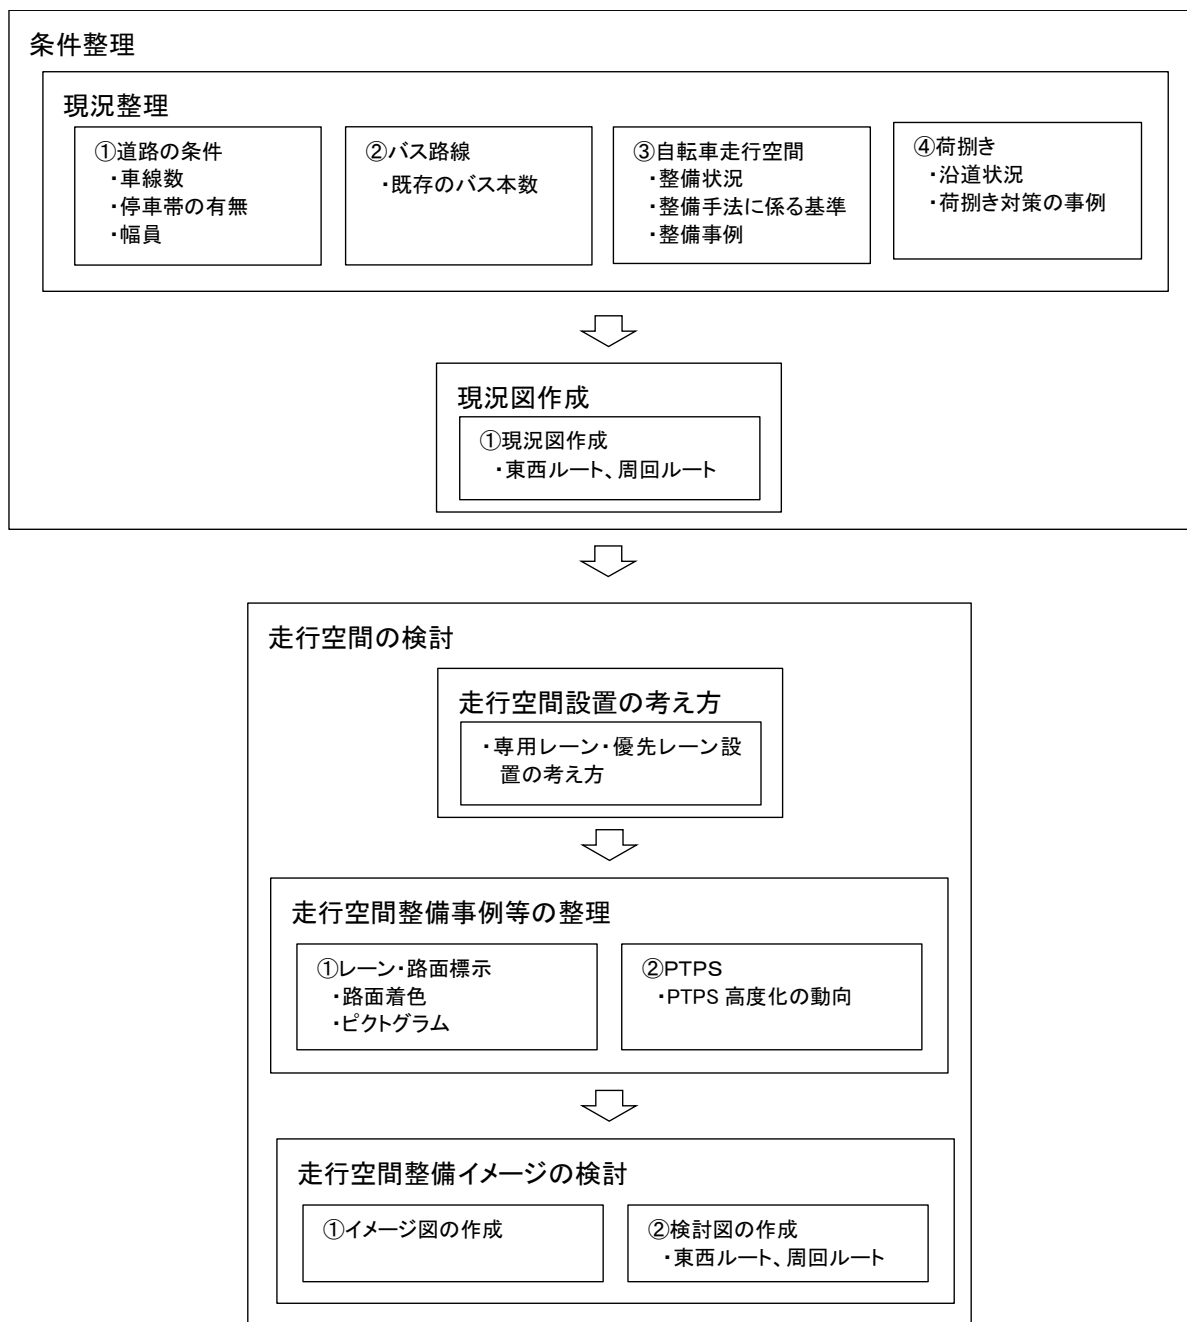 条件整理
現況整理
①道路の条件
・車線数
・停車帯の有無
・幅員
②バス路線
・既存のバス本数
③自転車走行空間
・整備状況
・整備手法に係る基準
・整備事例
④荷捌き
・沿道状況
・荷捌き対策の事例
現況図作成
①現況図作成
・東西ルート、周回ルート
走行空間の検討
走行空間設置の考え方
・専用レーン・優先レーン設
置の考え方
走行空間整備事例等の整理
①レーン・路面標示
・路面着色
・ピクトグラム
②PTPS
・PTPS 高度化の動向
走行空間整備イメージの検討
①イメージ図の作成
②検討図の作成
・東西ルート、周回ルート